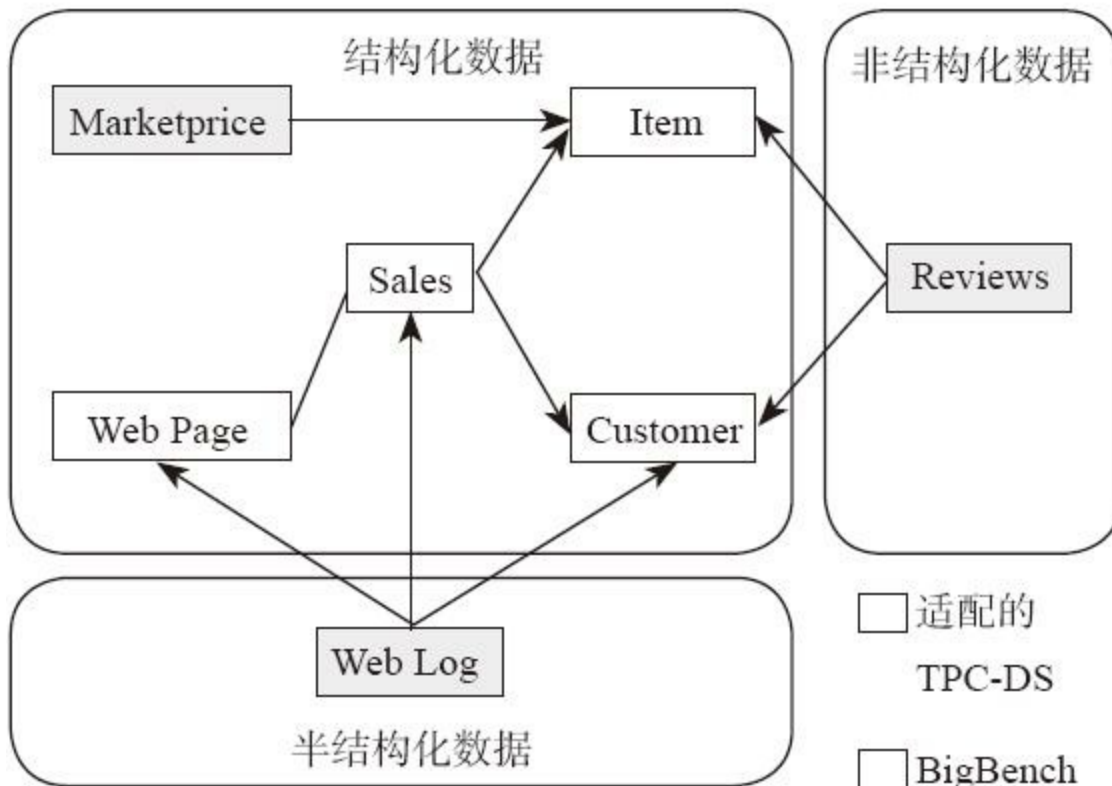 结构化数据
非结构化数据
Marketprice
Item
Sales
Reviews
Web Page
Customer
Web Log
半结构化数据
适配的
TPC-DS
BigBench